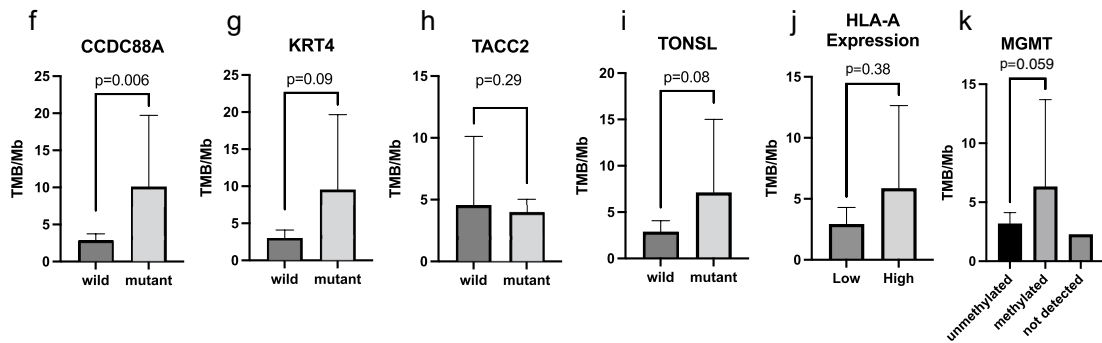 f
CCDC88A
p=0.006
TMB/Mb
25
20
15
10
5
0
wild mutant
g
KRT4
p=0.09
TMB/Mb
25
20
15
10
5
0
wild mutant
h
TACC2
p=0.29
TMB/Mb
15
10
5
0
wild mutant
i
TONSL
p=0.08
TMB/Mb
20
15
10
5
0
wild mutant
j
HLA-A
Expression
p=0.38
TMB/Mb
15
10
5
0
Low High
k
MGMT
p=0.059
TMB/Mb
15
10
5
0
unmethylated
methylated
not detected